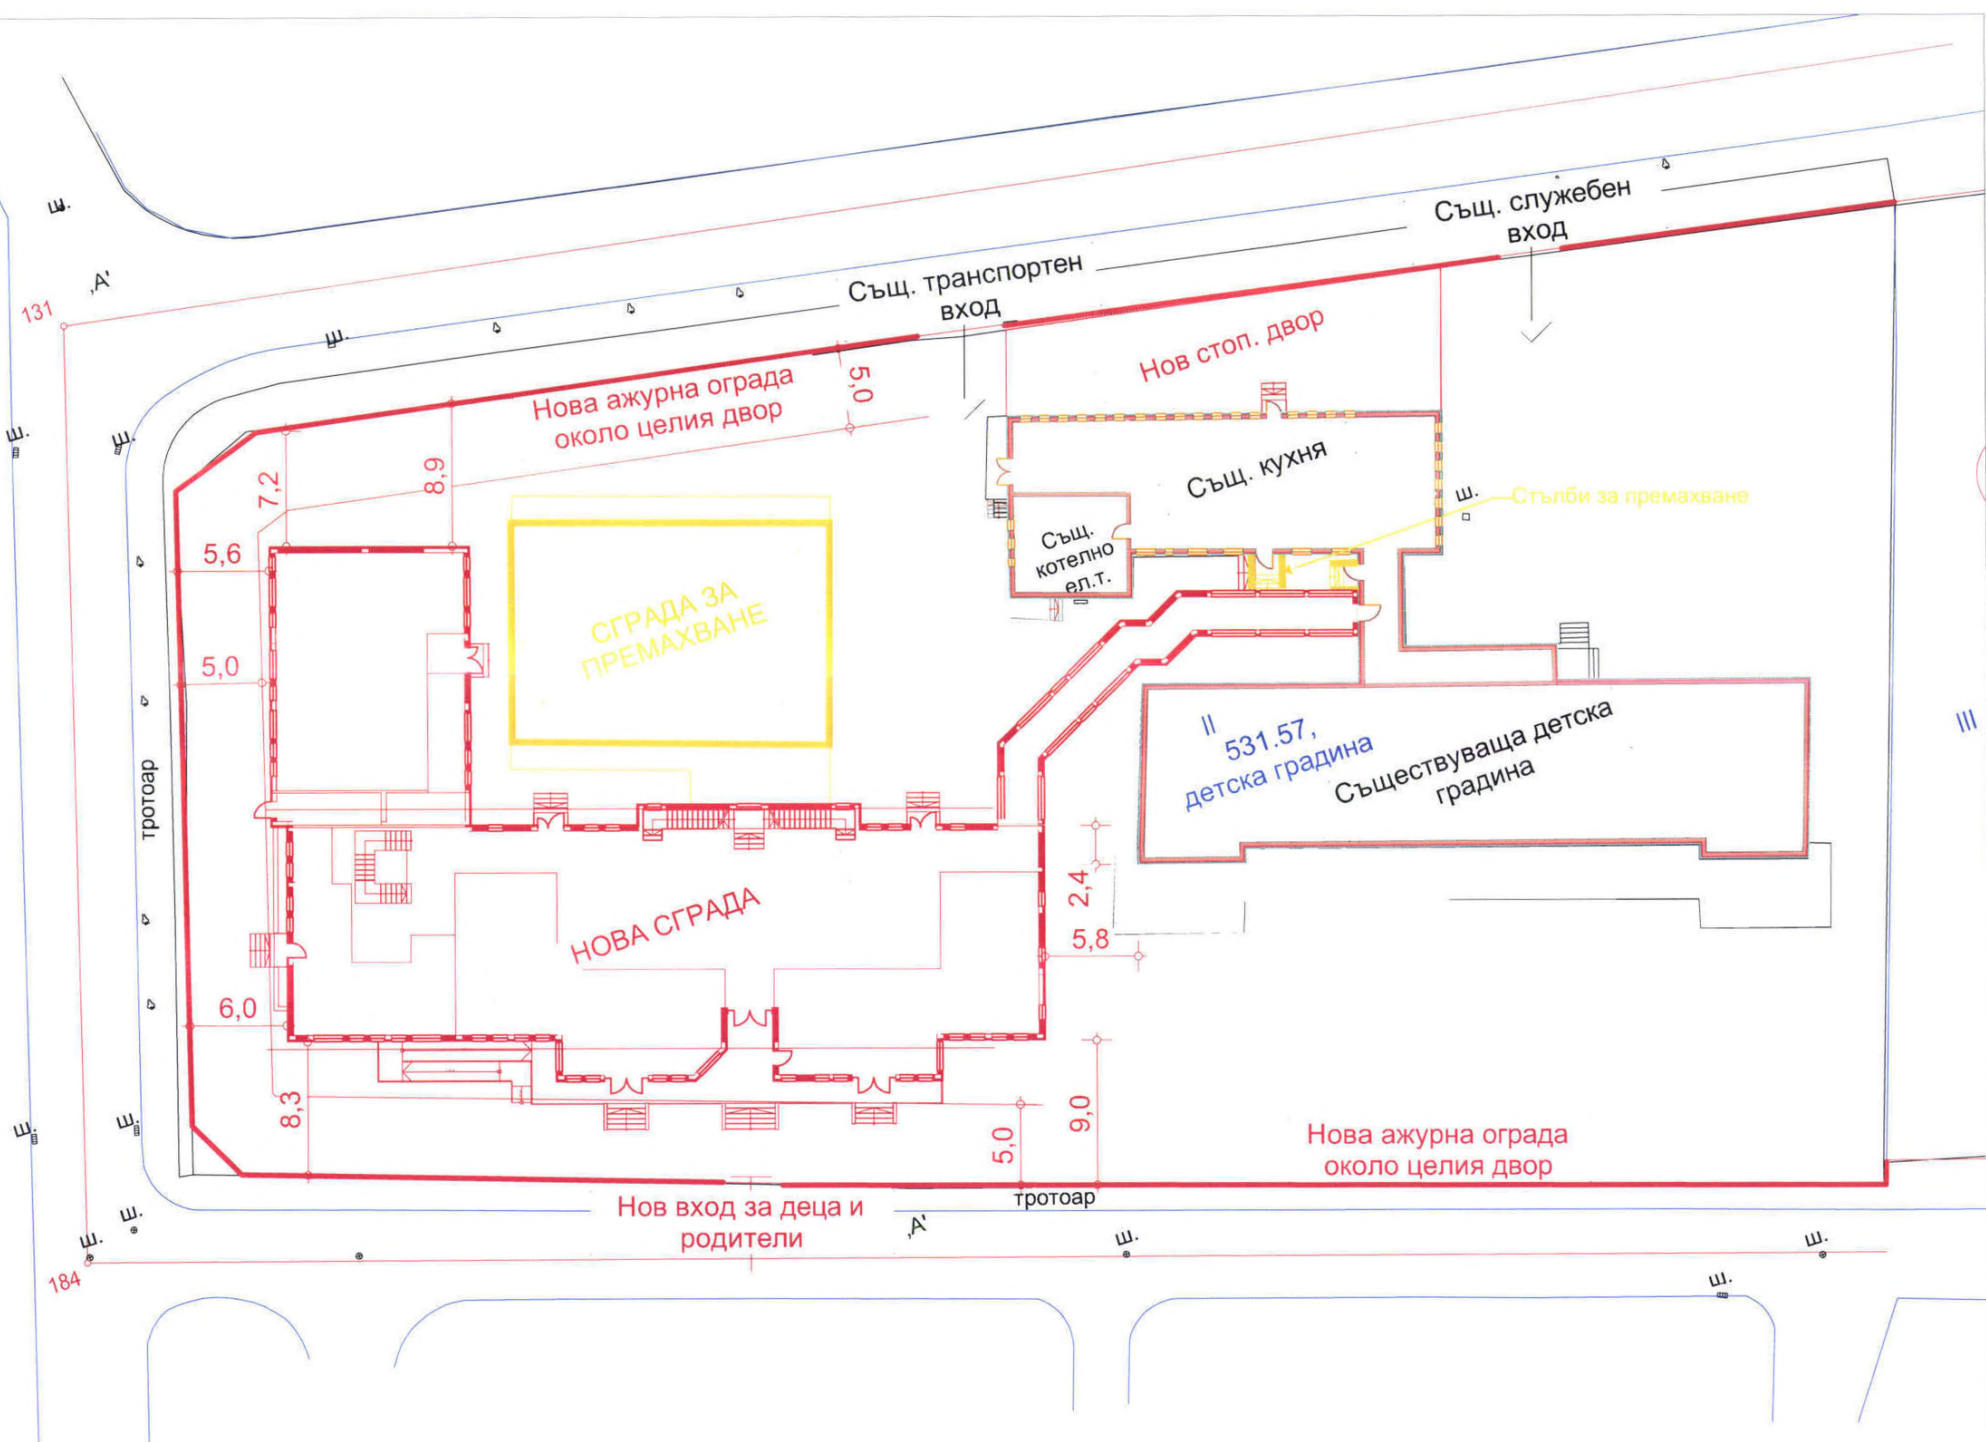 Същ. служебен
вход
Ш.
‚А'
131
Същ. транспортен
вход
Ш.
Нов стоп. двор
Нова ажурна ограда
около целия двор
5,0
Ш.
Ш.
7,2
8,9
Същ. кухня
Ш.
Стълби за премахване
Същ.
котелно
ел.т.
5,6
СГРАДА ЗА
ПРЕМАХВАНЕ
5,0
II
531.57,
детска градина
Съществуваща детска
градина
III
тротоар
2,4
НОВА СГРАДА
5,8
6,0
8,3
9,0
5,0
Ш.
Ш.
Нова ажурна ограда
около целия двор
тротоар
Нов вход за деца и
родители
‚А'
Ш.
Ш.
Ш.
Ш.
184
Ш.